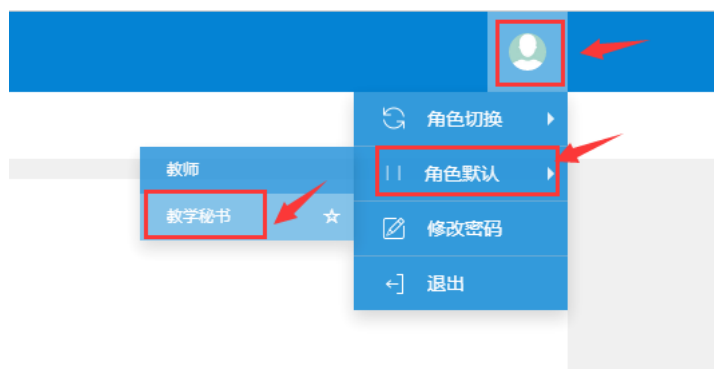 角色切换
角色默认
教师
教学秘书
修改密码
退出